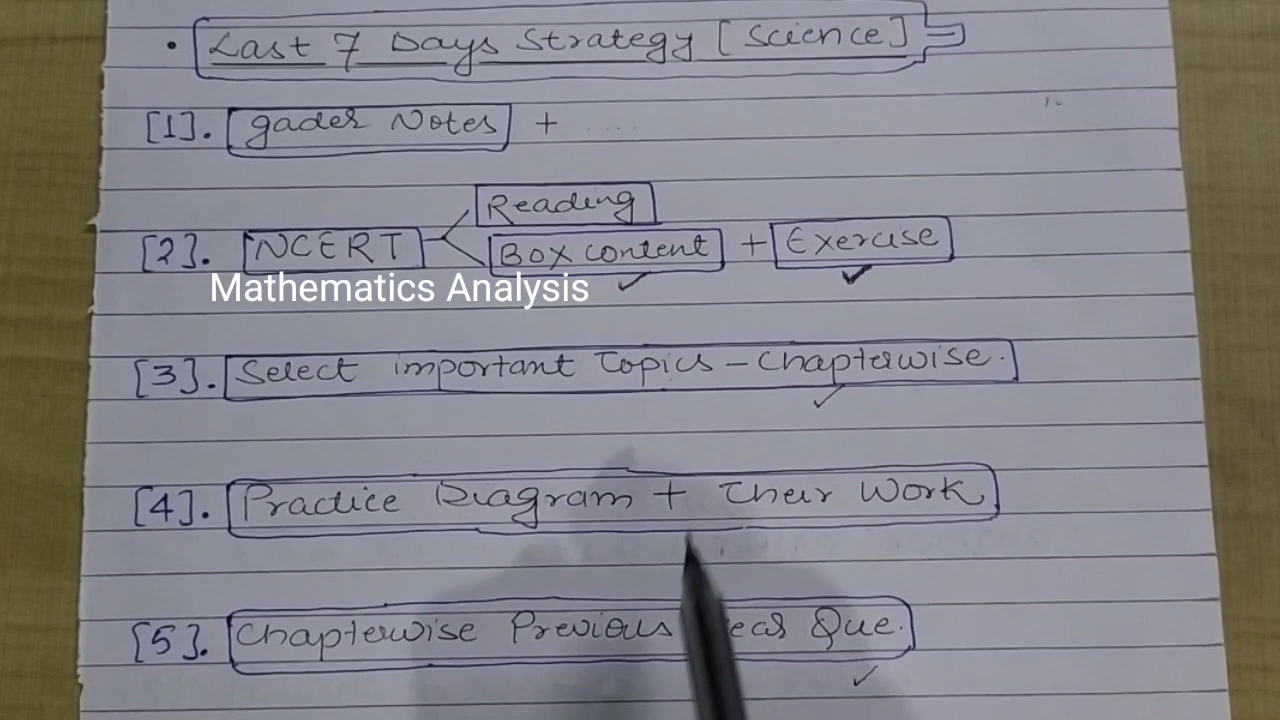 • Last 7 Days Strategy [Science]
[1]. gader Notes +
Reading
[2]. NCERT Box content + Exercise
Mathematics Analysis
[3]. Select important Topics - Chapterwise.
[4]. Practice Diagram + Their Work
[5]. Chapterwise Previous ear Que.